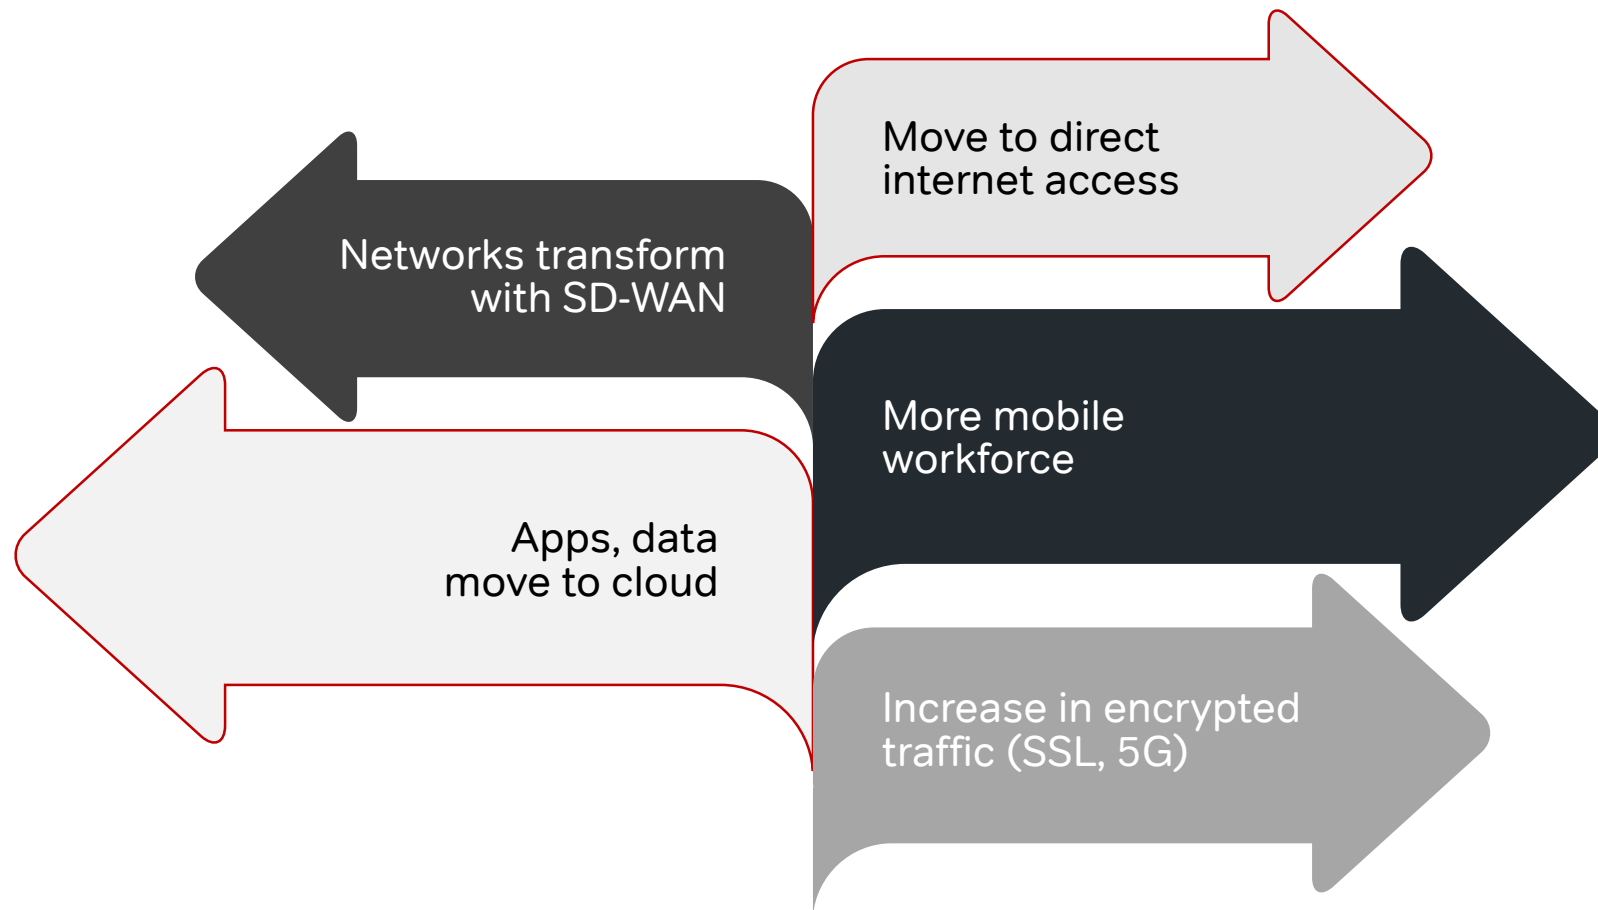 Move to direct
internet access
Networks transform
with SD-WAN
More mobile
workforce
Apps, data
move to cloud
Increase in encrypted
traffic (SSL, 5G)